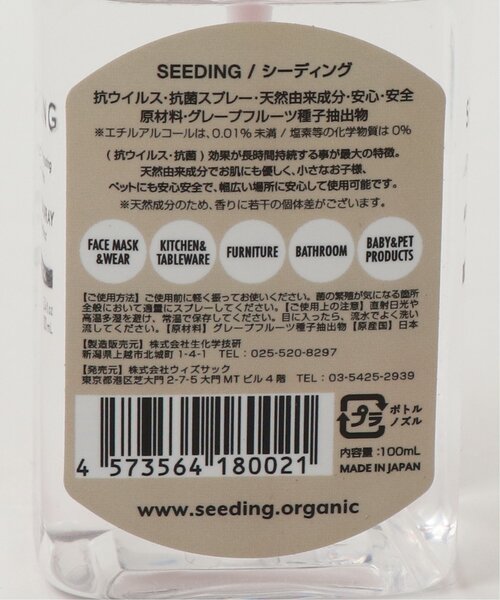 SEEDING / シーディング
抗ウイルス・抗菌スプレー・天然由来成分・安心・安全
原材料・グレープフルーツ種子抽出物
※エチルアルコールは、0.01%未満 / 塩素等の化学物質は0%
( 抗ウイルス・抗菌 ) 効果が長時間持続する事が最大の特徴。
天然由来成分でお肌にも優しく、小さなお子様、
ペットにも安心安全で、幅広い場所に安心して使用可能です。
※天然成分のため、香りに若干の個体差がございます。
FACE MASK
&WEAR
KITCHEN&
TABLEWARE
FURNITURE
BATHROOM
BABY&PET
PRODUCTS
【ご使用方法】ご使用前に軽く振ってお使いください。菌の繁殖が気になる箇所
全般において適量にスプレーしてください。【ご使用上の注意】直射日光や
高温多湿を避け、常温で保存してください。目に入ったら、流水でよく洗い
流してください。【原材料】グレープフルーツ種子抽出物【原産国】日本
【製造販売元】株式会社生化学技研
新潟県上越市北城町1-4-1 TEL: 025-520-8297
【発売元】株式会社ウィズサック
東京都港区芝大門2-7-5大門MTビル4階 TEL: 03-5425-2939
4 573564 180021
プラ
ボトル
ノズル
内容量:100mL
MADE IN JAPAN
www.seeding.organic